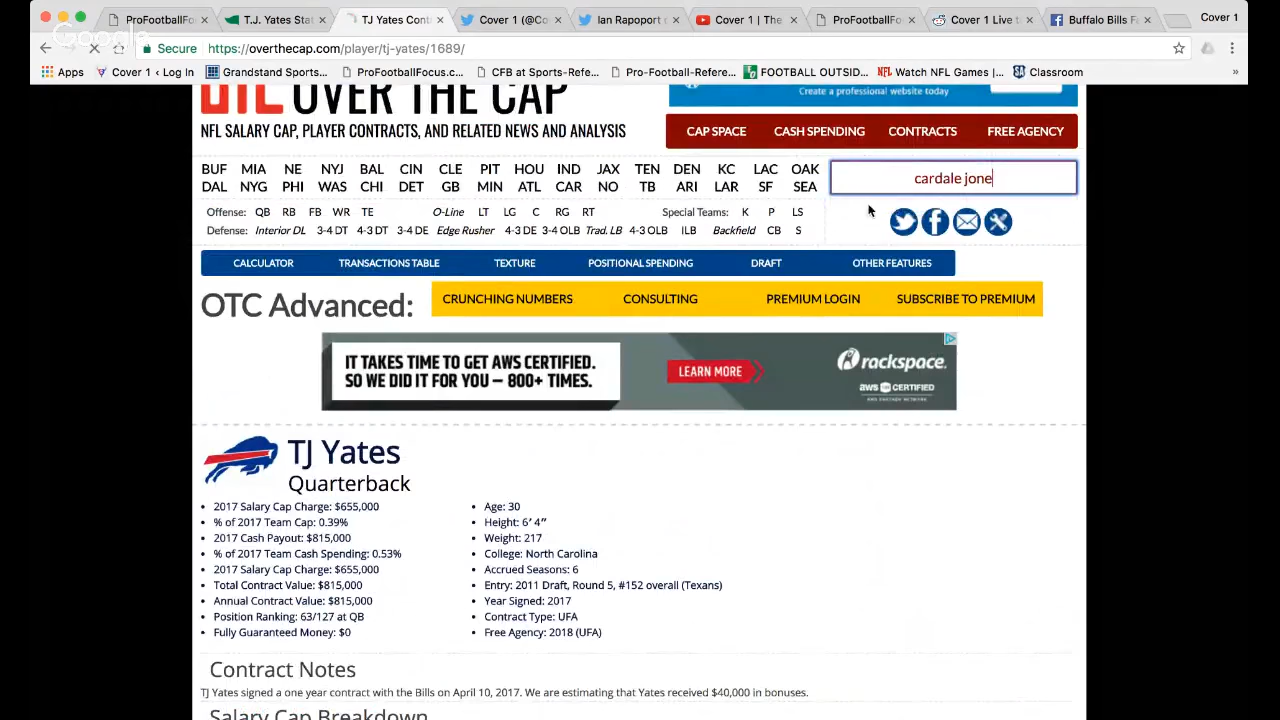 ProFootballFo
T.J. Yates Stat
TJ Yates Cont
Cover 1 (@Co
Ian Rapoport
Cover 1 | The
ProFootballFo
Cover 1 Live t
Buffalo Bills F
Cover 1
Google
Secure https://overthecap.com/player/tj-yates/1689/
Apps Cover 1 ‹ Log In Grandstand Sports... ProFootballFocus.c... CFB at Sports-Refe... Pro-Football-Refere... FOOTBALL OUTSID... Watch NFL Games |... Classroom »
OTC OVER THE CAP
NFL SALARY CAP, PLAYER CONTRACTS, AND RELATED NEWS AND ANALYSIS
Create a professional website today
CAP SPACE CASH SPENDING CONTRACTS FREE AGENCY
BUF MIA NE NYJ BAL CIN CLE PIT HOU IND JAX TEN DEN KC LAC OAK
DAL NYG PHI WAS CHI DET GB MIN ATL CAR NO TB ARI LAR SF SEA
cardale jone
Offense: QB RB FB WR TE O-Line LT LG C RG RT Special Teams: K P LS
Defense: Interior DL 3-4 DT 4-3 DT 3-4 DE Edge Rusher 4-3 DE 3-4 OLB Trad. LB 4-3 OLB ILB Backfield CB S
CALCULATOR TRANSACTIONS TABLE TEXTURE POSITIONAL SPENDING DRAFT OTHER FEATURES
OTC Advanced: CRUNCHING NUMBERS CONSULTING PREMIUM LOGIN SUBSCRIBE TO PREMIUM
IT TAKES TIME TO GET AWS CERTIFIED.
SO WE DID IT FOR YOU – 800+ TIMES.
LEARN MORE
rackspace.
aws CERTIFIED
TJ Yates
Quarterback
• 2017 Salary Cap Charge: $655,000
• % of 2017 Team Cap: 0.39%
• 2017 Cash Payout: $815,000
• % of 2017 Team Cash Spending: 0.53%
• 2017 Salary Cap Charge: $655,000
• Total Contract Value: $815,000
• Annual Contract Value: $815,000
• Position Ranking: 63/127 at QB
• Fully Guaranteed Money: $0
• Age: 30
• Height: 6′ 4″
• Weight: 217
• College: North Carolina
• Accrued Seasons: 6
• Entry: 2011 Draft, Round 5, #152 overall (Texans)
• Year Signed: 2017
• Contract Type: UFA
• Free Agency: 2018 (UFA)
Contract Notes
TJ Yates signed a one year contract with the Bills on April 10, 2017. We are estimating that Yates received $40,000 in bonuses.
Salary Cap Breakdown